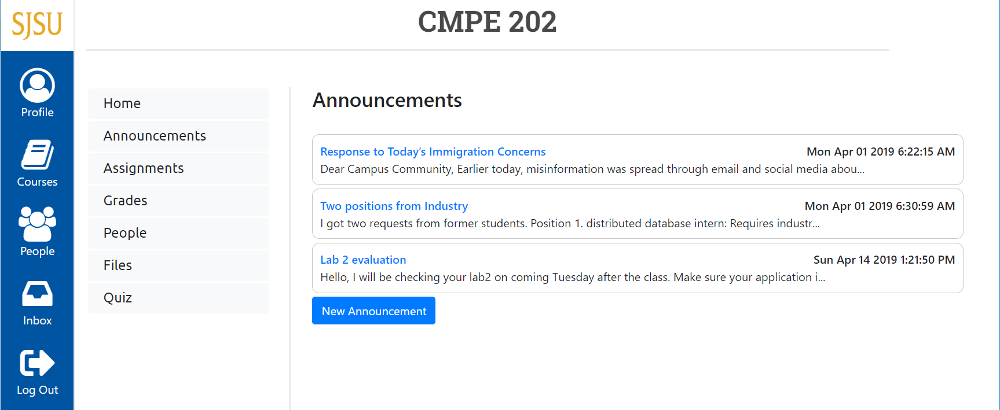 SJSU
CMPE 202
Profile
Courses
People
Inbox
Log Out
Home
Announcements
Assignments
Grades
People
Files
Quiz
Announcements
Response to Today’s Immigration Concerns Mon Apr 01 2019 6:22:15 AM
Dear Campus Community, Earlier today, misinformation was spread through email and social media abou...
Two positions from Industry Mon Apr 01 2019 6:30:59 AM
I got two requests from former students. Position 1. distributed database intern: Requires industr...
Lab 2 evaluation Sun Apr 14 2019 1:21:50 PM
Hello, I will be checking your lab2 on coming Tuesday after the class. Make sure your application i...
New Announcement